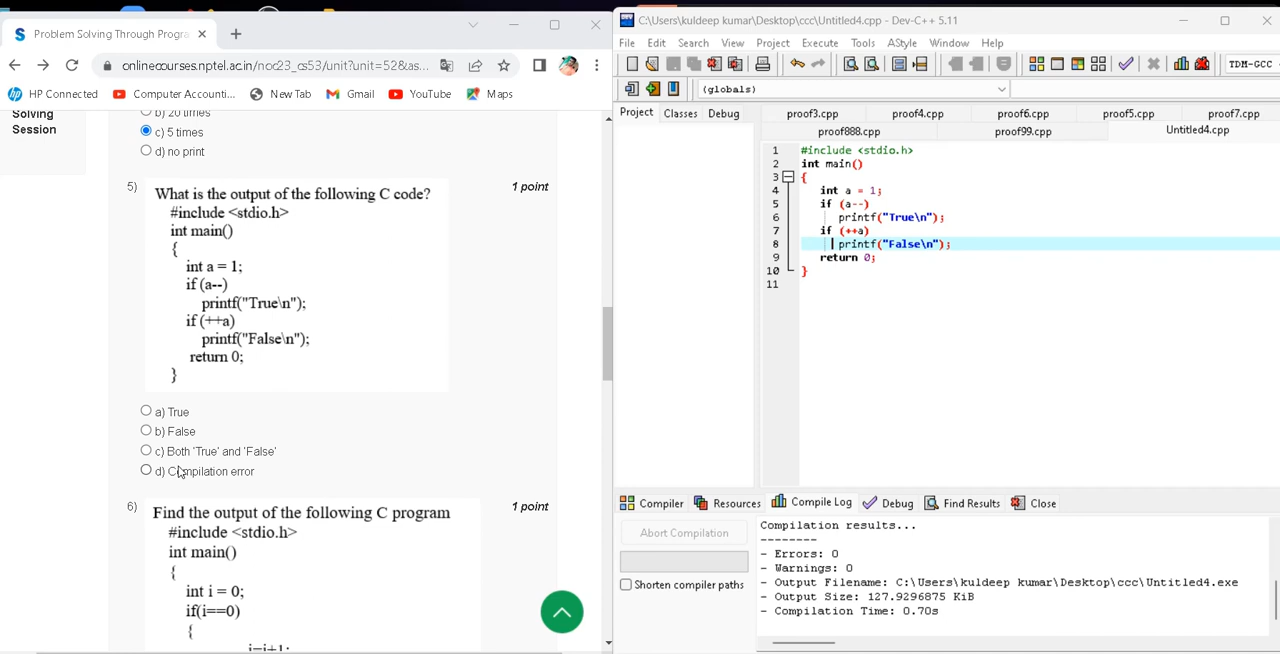 Problem Solving Through Progra
onlinecourses.nptel.ac.in/noc23_cs53/unit?unit=52&as...
HP Connected
Computer Accounti...
New Tab
Gmail
YouTube
Maps
Solving
Session
b) 20 times
c) 5 times
d) no print
5)
1 point
What is the output of the following C code?
#include <stdio.h>
int main()
{
int a = 1;
if (a--)
printf("True\n");
if (++a)
printf("False\n");
return 0;
}
a) True
b) False
c) Both 'True' and 'False'
d) Compilation error
6)
1 point
Find the output of the following C program
#include <stdio.h>
int main()
{
int i = 0;
if(i==0)
{
i=i+1;
C:\Users\kuldeep kumar\Desktop\ccc\Untitled4.cpp - Dev-C++ 5.11
File Edit Search View Project Execute Tools AStyle Window Help
TDM-GCC
(globals)
Project Classes Debug
proof3.cpp proof4.cpp proof6.cpp proof5.cpp proof7.cpp
proof888.cpp proof99.cpp Untitled4.cpp
1 #include <stdio.h>
2 int main()
3 {
4 int a = 1;
5 if (a--)
6 printf("True\n");
7 if (++a)
8 printf("False\n");
9 return 0;
10 }
11
Compiler Resources Compile Log Debug Find Results Close
Abort Compilation
Shorten compiler paths
Compilation results...
--------
- Errors: 0
- Warnings: 0
- Output Filename: C:\Users\kuldeep kumar\Desktop\ccc\Untitled4.exe
- Output Size: 127.9296875 KiB
- Compilation Time: 0.70s